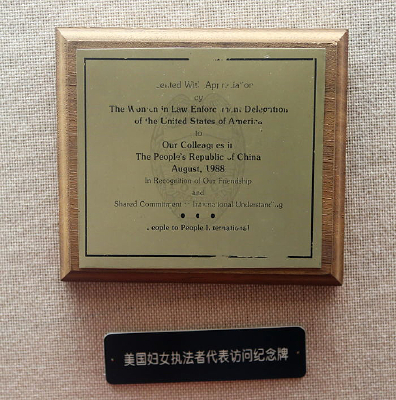 ented With Appreciation
by
The Women in Law Enforcement Delegation
of the United States of America
to
Our Colleagues in
The People's Republic of China
August, 1988
In Recognition of Our Friendship
and
Shared Commitment to International Understanding
People to People International
美国妇女执法者代表访问纪念牌